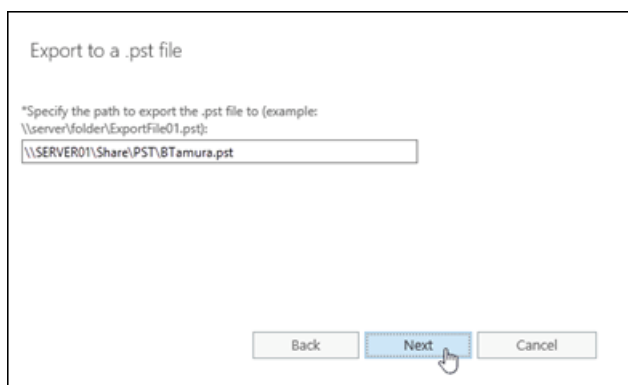 Export to a .pst file
*Specify the path to export the .pst file to (example:
\\server\folder\ExportFile01.pst):
\\SERVER01\Share\PST\BTamura.pst
Back Next Cancel